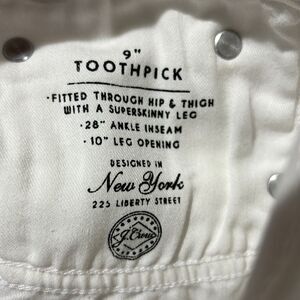 9"
TOOTHPICK
·FITTED THROUGH HIP & THIGH
WITH A SUPERSKINNY LEG
·28" ANKLE INSEAM
·10" LEG OPENING
DESIGNED IN
New York
225 LIBERTY STREET
J.Crew